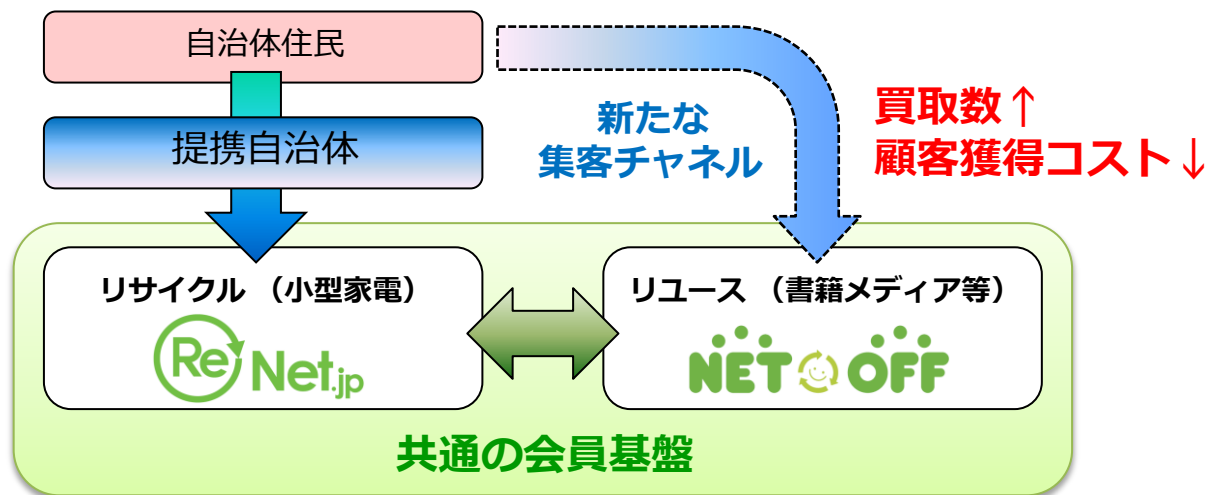 自治体住民
提携自治体
新たな
集客チャネル
買取数↑
顧客獲得コスト↓
リサイクル （小型家電）
ReNet.jp
リユース （書籍メディア等）
NET OFF
共通の会員基盤